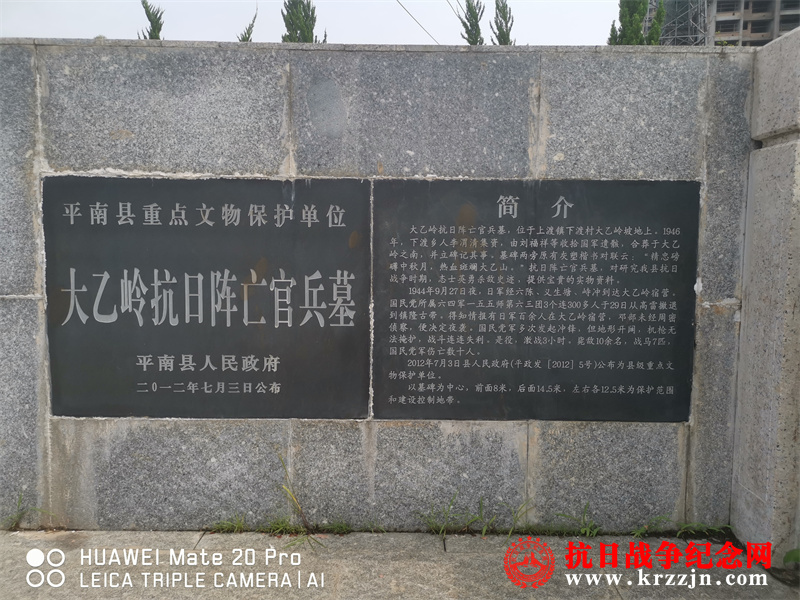 平南县重点文物保护单位
大乙岭抗日阵亡官兵墓
平南县人民政府
二〇一二年七月三日公布
简 介
大乙岭抗日阵亡官兵墓，位于上渡镇下渡村大乙岭坡地上。1946
年，下渡乡人李渭清集资，由刘福祥等收拾国军遗骸，合葬于大乙
岭之南，并立碑记其事。墓碑两旁原有灰塑楷书对联云：“精忠磅
礴中秋月，热血斑斓大乙山。”抗日阵亡官兵墓，对研究我县抗日
战争时期，志士英勇杀敌史迹，提供宝贵的实物资料。
1944年9月27日夜，日军经六陈、义生塘、岭冲到达大乙岭宿营。
国民党所属六四军一五五师第六三团3个连300多人于29日从高雷撤退
到镇隆古带。得知情报有日军百余人在大乙岭宿营，邓部未经周密
侦察，便决定夜袭。国民党军多次发起冲锋，但地形开阔，机枪无
法掩护，战斗连连失利。是役，激战3小时，毙敌10余名，战马7匹，
国民党军伤亡数十人。
2012年7月3日县人民政府(平政发［2012］5号)公布为县级重点文
物保护单位。
以墓碑为中心，前面8米，后面14.5米，左右各12.5米为保护范围
和建设控制地带。
HUAWEI Mate 20 Pro
LEICA TRIPLE CAMERA|AI
抗日战争纪念网
www.krzzjn.com